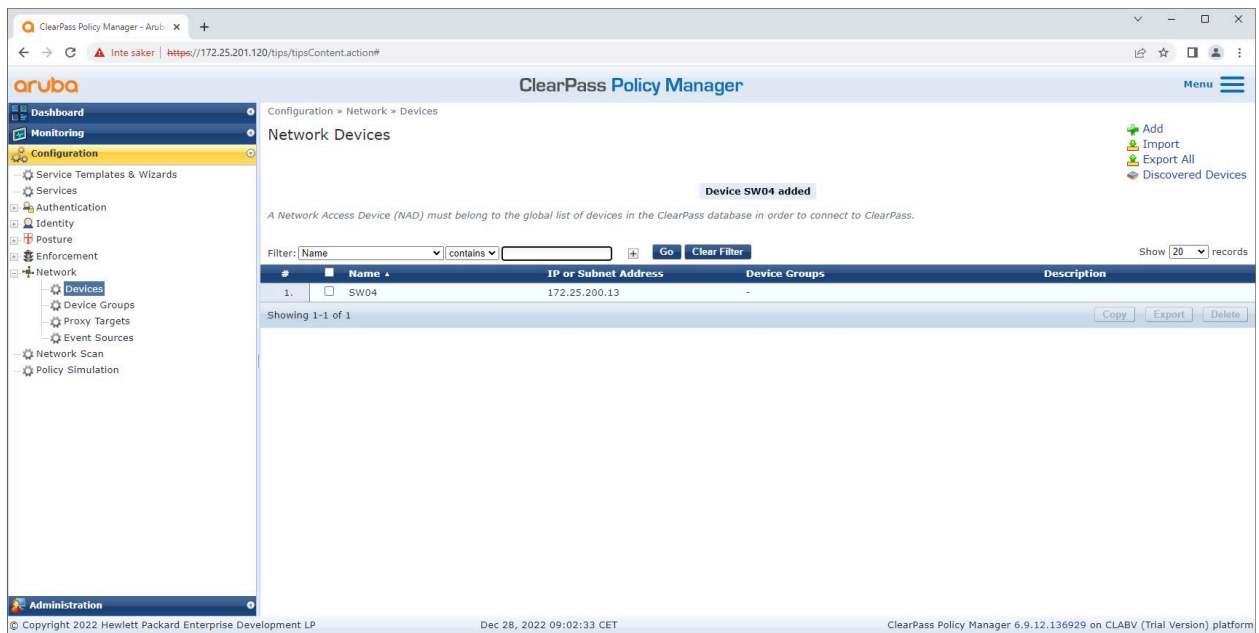 ClearPass Policy Manager - Arub
Inte säker | https://172.25.201.120/tips/tipsContent.action#
aruba
ClearPass Policy Manager
Menu
Dashboard
Monitoring
Configuration
Service Templates & Wizards
Services
Authentication
Identity
Posture
Enforcement
Network
Devices
Device Groups
Proxy Targets
Event Sources
Network Scan
Policy Simulation
Administration
Configuration » Network » Devices
Network Devices
Add
Import
Export All
Discovered Devices
Device SW04 added
A Network Access Device (NAD) must belong to the global list of devices in the ClearPass database in order to connect to ClearPass.
Filter: Name contains + Go Clear Filter Show 20 records
# Name IP or Subnet Address Device Groups Description
1. SW04 172.25.200.13 -
Showing 1-1 of 1 Copy Export Delete
© Copyright 2022 Hewlett Packard Enterprise Development LP Dec 28, 2022 09:02:33 CET ClearPass Policy Manager 6.9.12.136929 on CLABV (Trial Version) platform